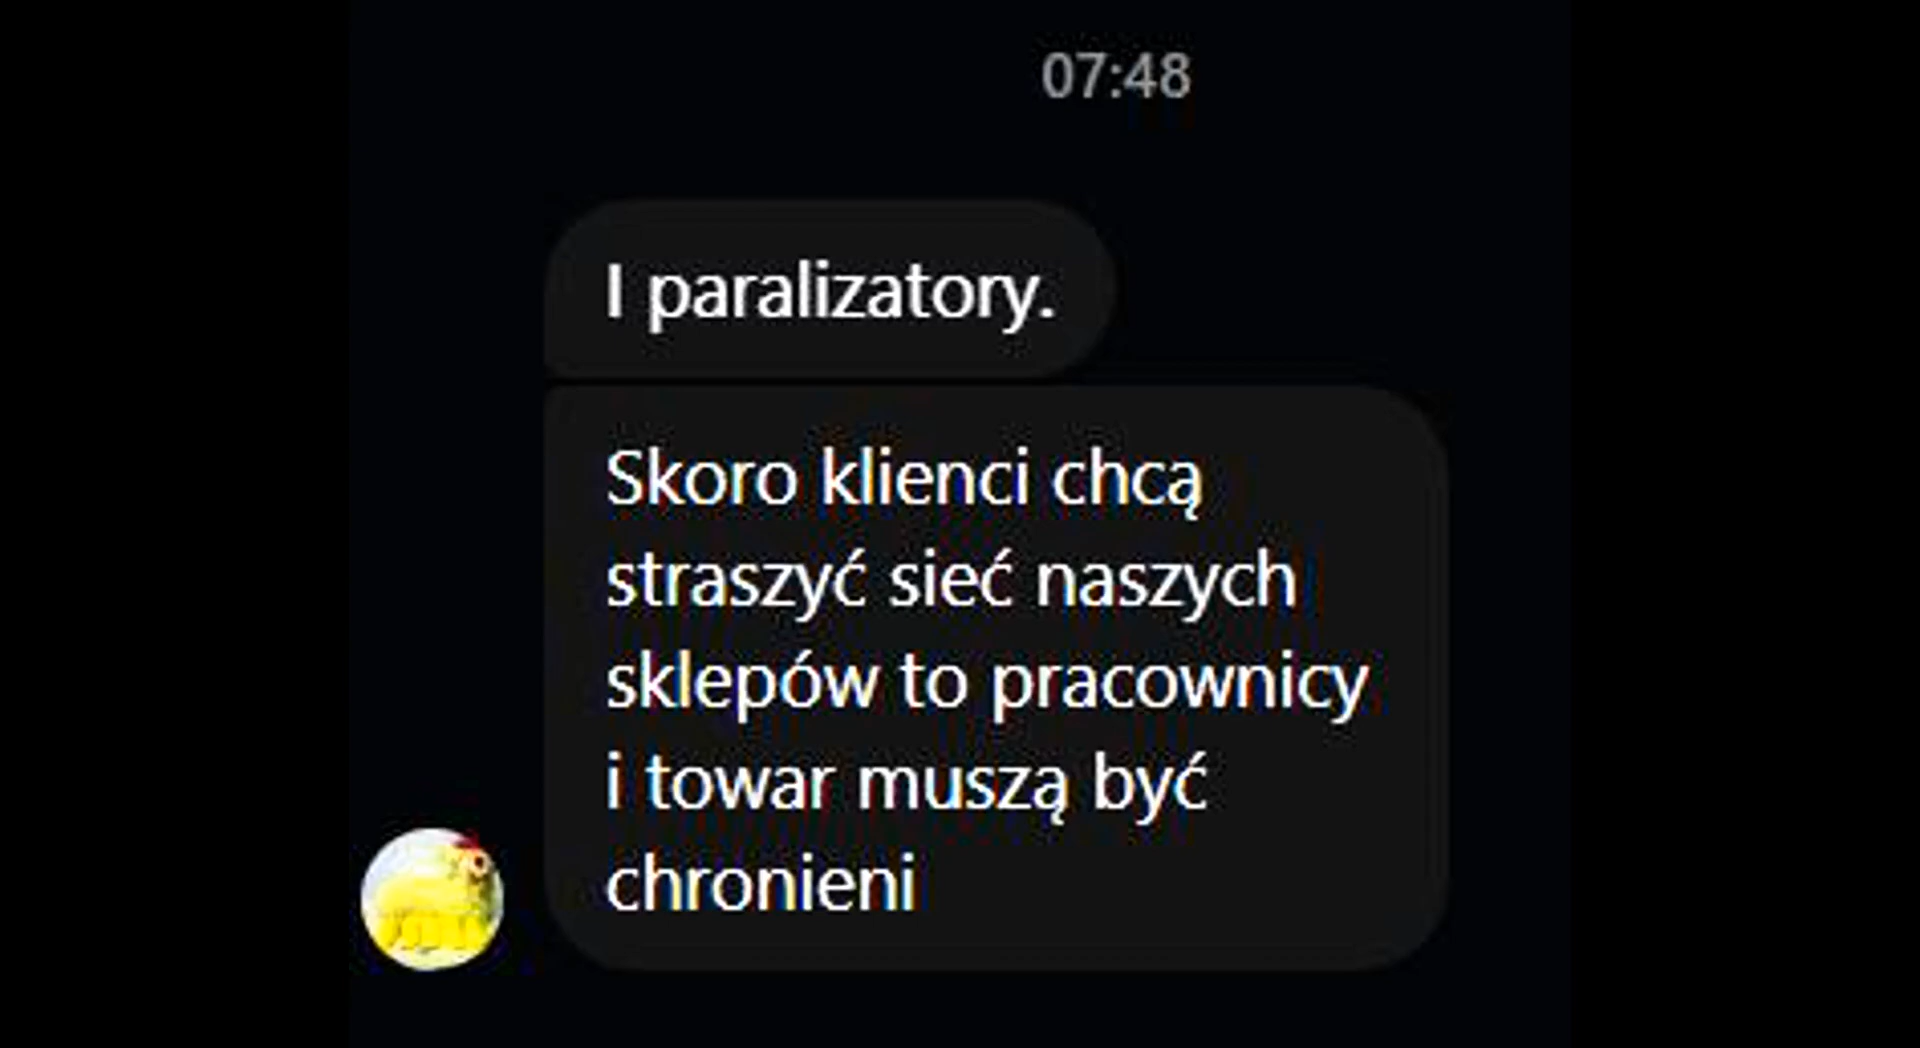 07:48
I paralizatory.
Skoro klienci chcą
straszyć sieć naszych
sklepów to pracownicy
i towar muszą być
chronieni